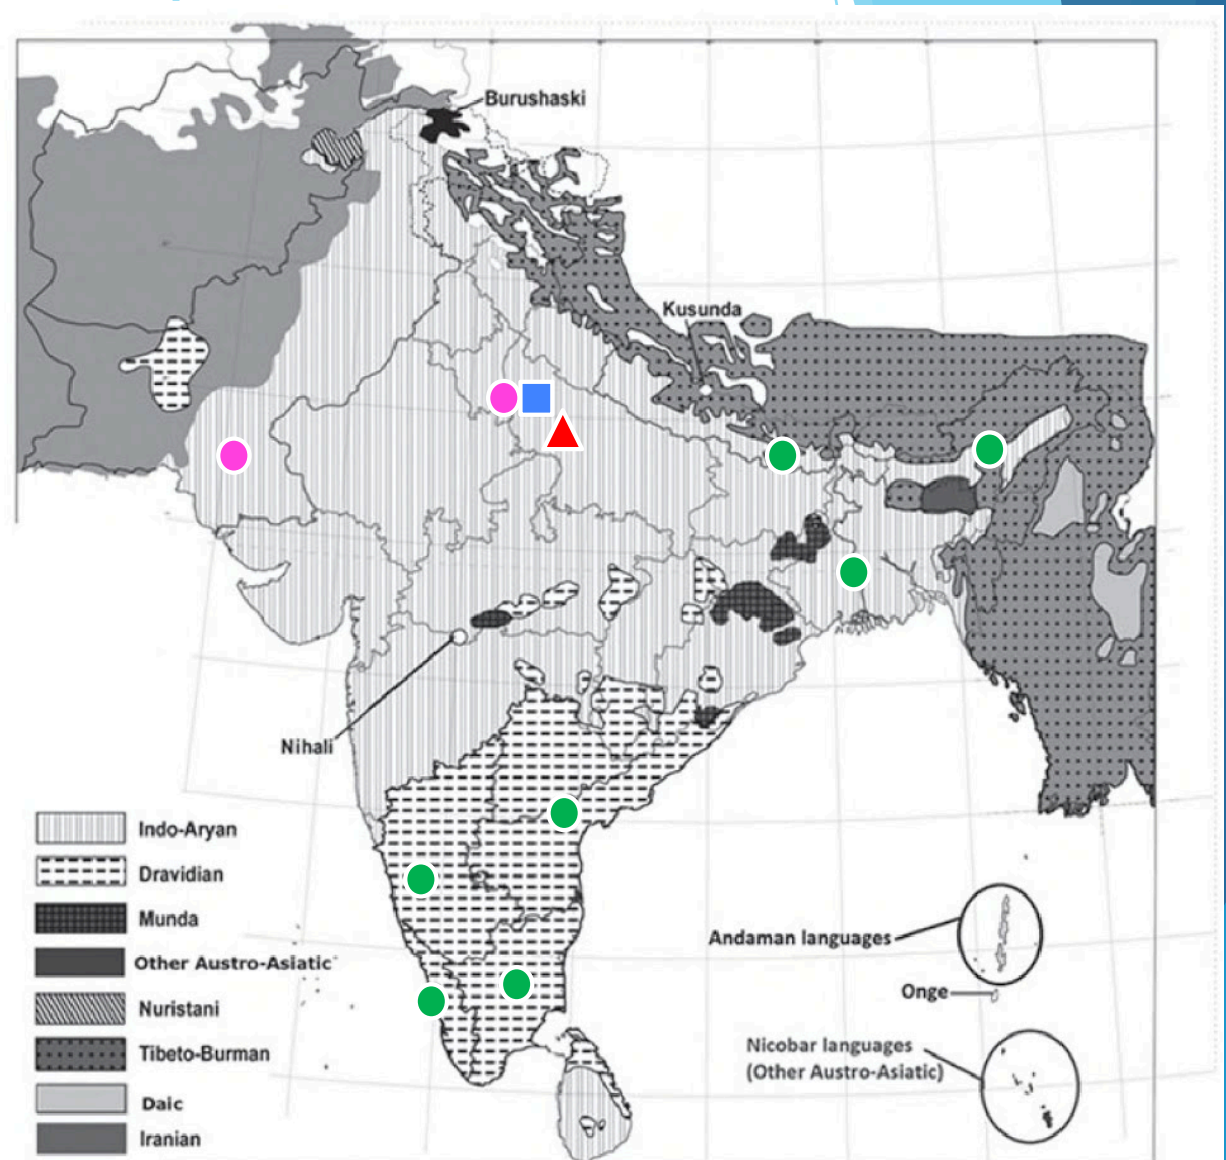 Burushaski
Kusunda
Nihali
Indo-Aryan
Dravidian
Munda
Other Austro-Asiatic
Nuristani
Tibeto-Burman
Daic
Iranian
Andaman languages
Onge
Nicobar languages
(Other Austro-Asiatic)